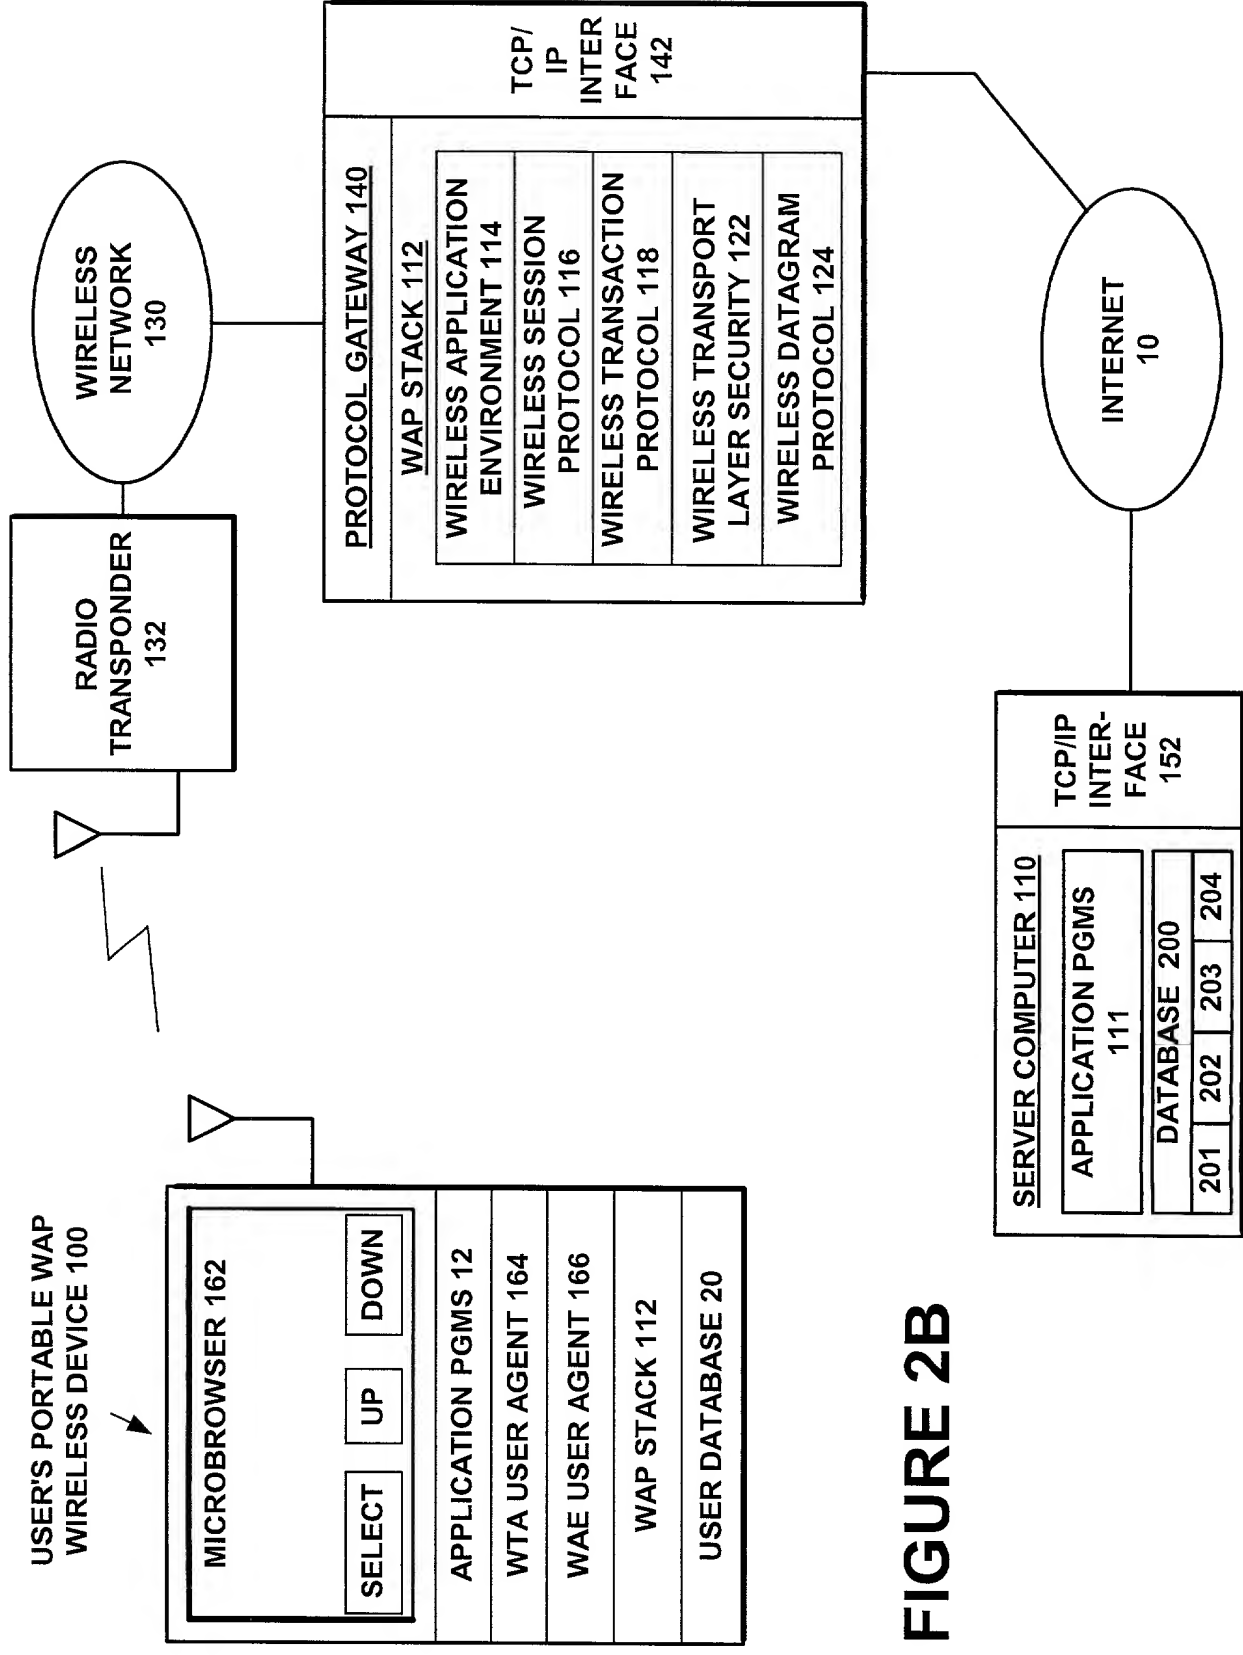 USER'S PORTABLE WAP
WIRELESS DEVICE 100
MICROBROWSER 162
SELECT
UP
DOWN
APPLICATION PGMS 12
WTA USER AGENT 164
WAE USER AGENT 166
WAP STACK 112
USER DATABASE 20
RADIO
TRANSPONDER
132
WIRELESS
NETWORK
130
PROTOCOL GATEWAY 140
WAP STACK 112
WIRELESS APPLICATION
ENVIRONMENT 114
WIRELESS SESSION
PROTOCOL 116
WIRELESS TRANSACTION
PROTOCOL 118
WIRELESS TRANSPORT
LAYER SECURITY 122
WIRELESS DATAGRAM
PROTOCOL 124
TCP/
IP
INTER
FACE
142
SERVER COMPUTER 110
APPLICATION PGMS
111
DATABASE 200
201 202 203 204
TCP/IP
INTER-
FACE
152
INTERNET
10
FIGURE 2B